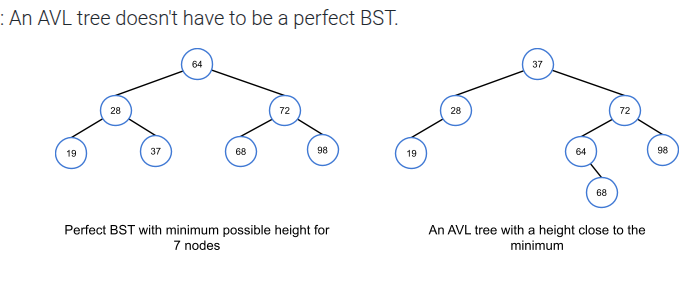 : An AVL tree doesn't have to be a perfect BST.
64
28
72
19
37
68
98
Perfect BST with minimum possible height for
7 nodes
37
28
72
19
64
98
68
An AVL tree with a height close to the
minimum